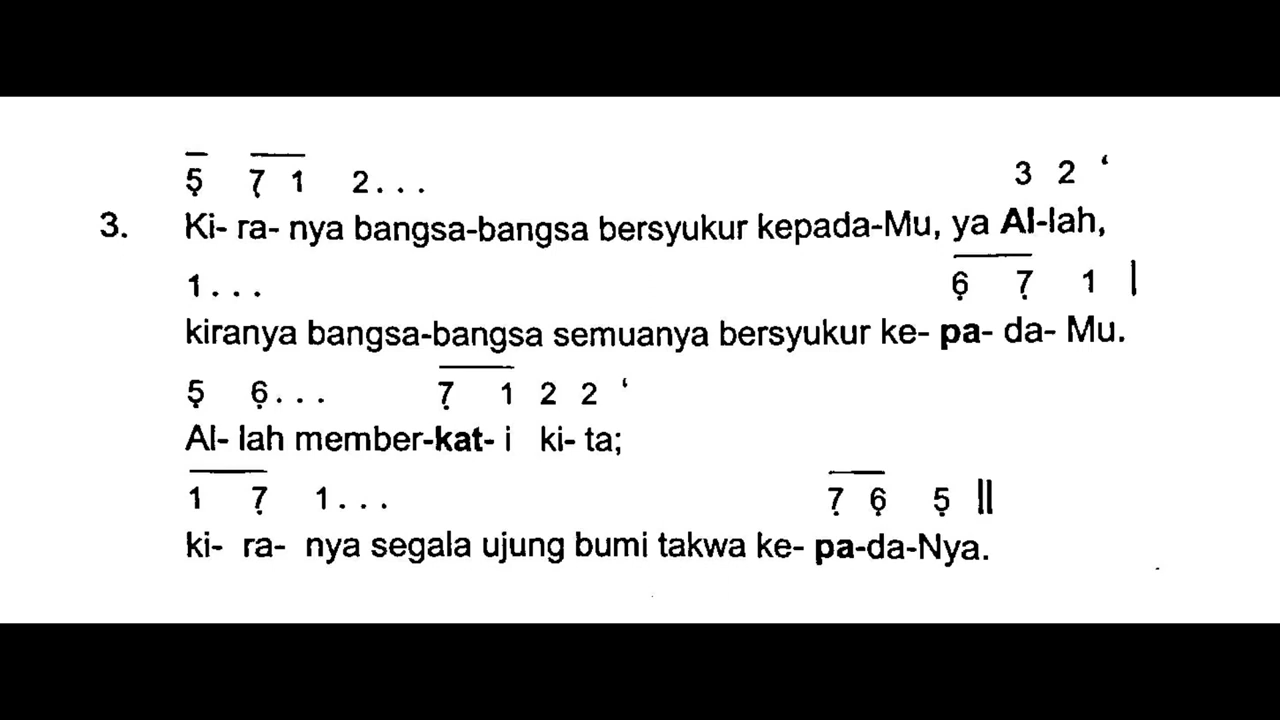 5̣ 7̣ 1 2... 3 2 ‘
3. Ki- ra- nya bangsa-bangsa bersyukur kepada-Mu, ya Al-lah,
1... 6̣ 7̣ 1 |
kiranya bangsa-bangsa semuanya bersyukur ke- pa- da- Mu.
5̣ 6̣... 7̣ 1 2 2 ‘
Al- lah member-kat- i ki- ta;
1 7̣ 1... 7̣ 6̣ 5̣ ||
ki- ra- nya segala ujung bumi takwa ke- pa-da-Nya.